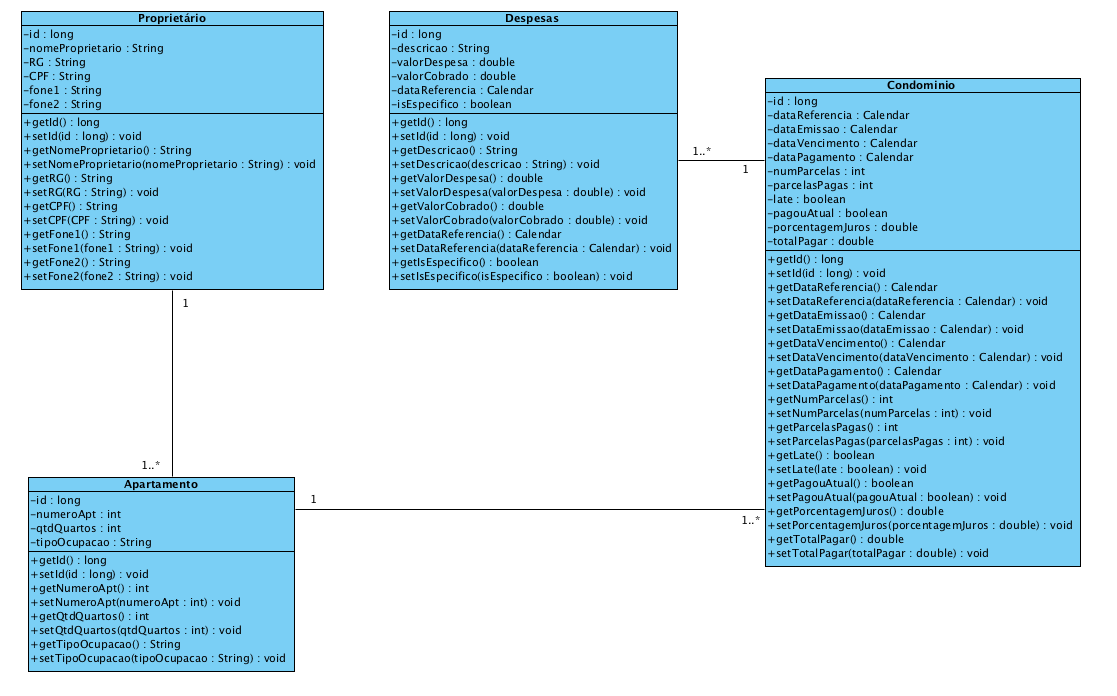 Proprietário
-id : long
-nomeProprietario : String
-RG : String
-CPF : String
-fone1 : String
-fone2 : String
+getId() : long
+setId(id : long) : void
+getNomeProprietario() : String
+setNomeProprietario(nomeProprietario : String) : void
+getRG() : String
+setRG(RG : String) : void
+getCPF() : String
+setCPF(CPF : String) : void
+getFone1() : String
+setFone1(fone1 : String) : void
+getFone2() : String
+setFone2(fone2 : String) : void
Despesas
-id : long
-descricao : String
-valorDespesa : double
-valorCobrado : double
-dataReferencia : Calendar
-isEspecifico : boolean
+getId() : long
+setId(id : long) : void
+getDescricao() : String
+setDescricao(descricao : String) : void
+getValorDespesa() : double
+setValorDespesa(valorDespesa : double) : void
+getValorCobrado() : double
+setValorCobrado(valorCobrado : double) : void
+getDataReferencia() : Calendar
+setDataReferencia(dataReferencia : Calendar) : void
+getIsEspecifico() : boolean
+setIsEspecifico(isEspecifico : boolean) : void
1..*
1
Condominio
-id : long
-dataReferencia : Calendar
-dataEmissao : Calendar
-dataVencimento : Calendar
-dataPagamento : Calendar
-numParcelas : int
-parcelasPagas : int
-late : boolean
-pagouAtual : boolean
-porcentagemJuros : double
-totalPagar : double
+getId() : long
+setId(id : long) : void
+getDataReferencia() : Calendar
+setDataReferencia(dataReferencia : Calendar) : void
+getDataEmissao() : Calendar
+setDataEmissao(dataEmissao : Calendar) : void
+getDataVencimento() : Calendar
+setDataVencimento(dataVencimento : Calendar) : void
+getDataPagamento() : Calendar
+setDataPagamento(dataPagamento : Calendar) : void
+getNumParcelas() : int
+setNumParcelas(numParcelas : int) : void
+getParcelasPagas() : int
+setParcelasPagas(parcelasPagas : int) : void
+getLate() : boolean
+setLate(late : boolean) : void
+getPagouAtual() : boolean
+setPagouAtual(pagouAtual : boolean) : void
+getPorcentagemJuros() : double
+setPorcentagemJuros(porcentagemJuros : double) : void
+getTotalPagar() : double
+setTotalPagar(totalPagar : double) : void
1
1..*
Apartamento
-id : long
-numeroApt : int
-qtdQuartos : int
-tipoOcupacao : String
+getId() : long
+setId(id : long) : void
+getNumeroApt() : int
+setNumeroApt(numeroApt : int) : void
+getQtdQuartos() : int
+setQtdQuartos(qtdQuartos : int) : void
+getTipoOcupacao() : String
+setTipoOcupacao(tipoOcupacao : String) : void
1
1..*